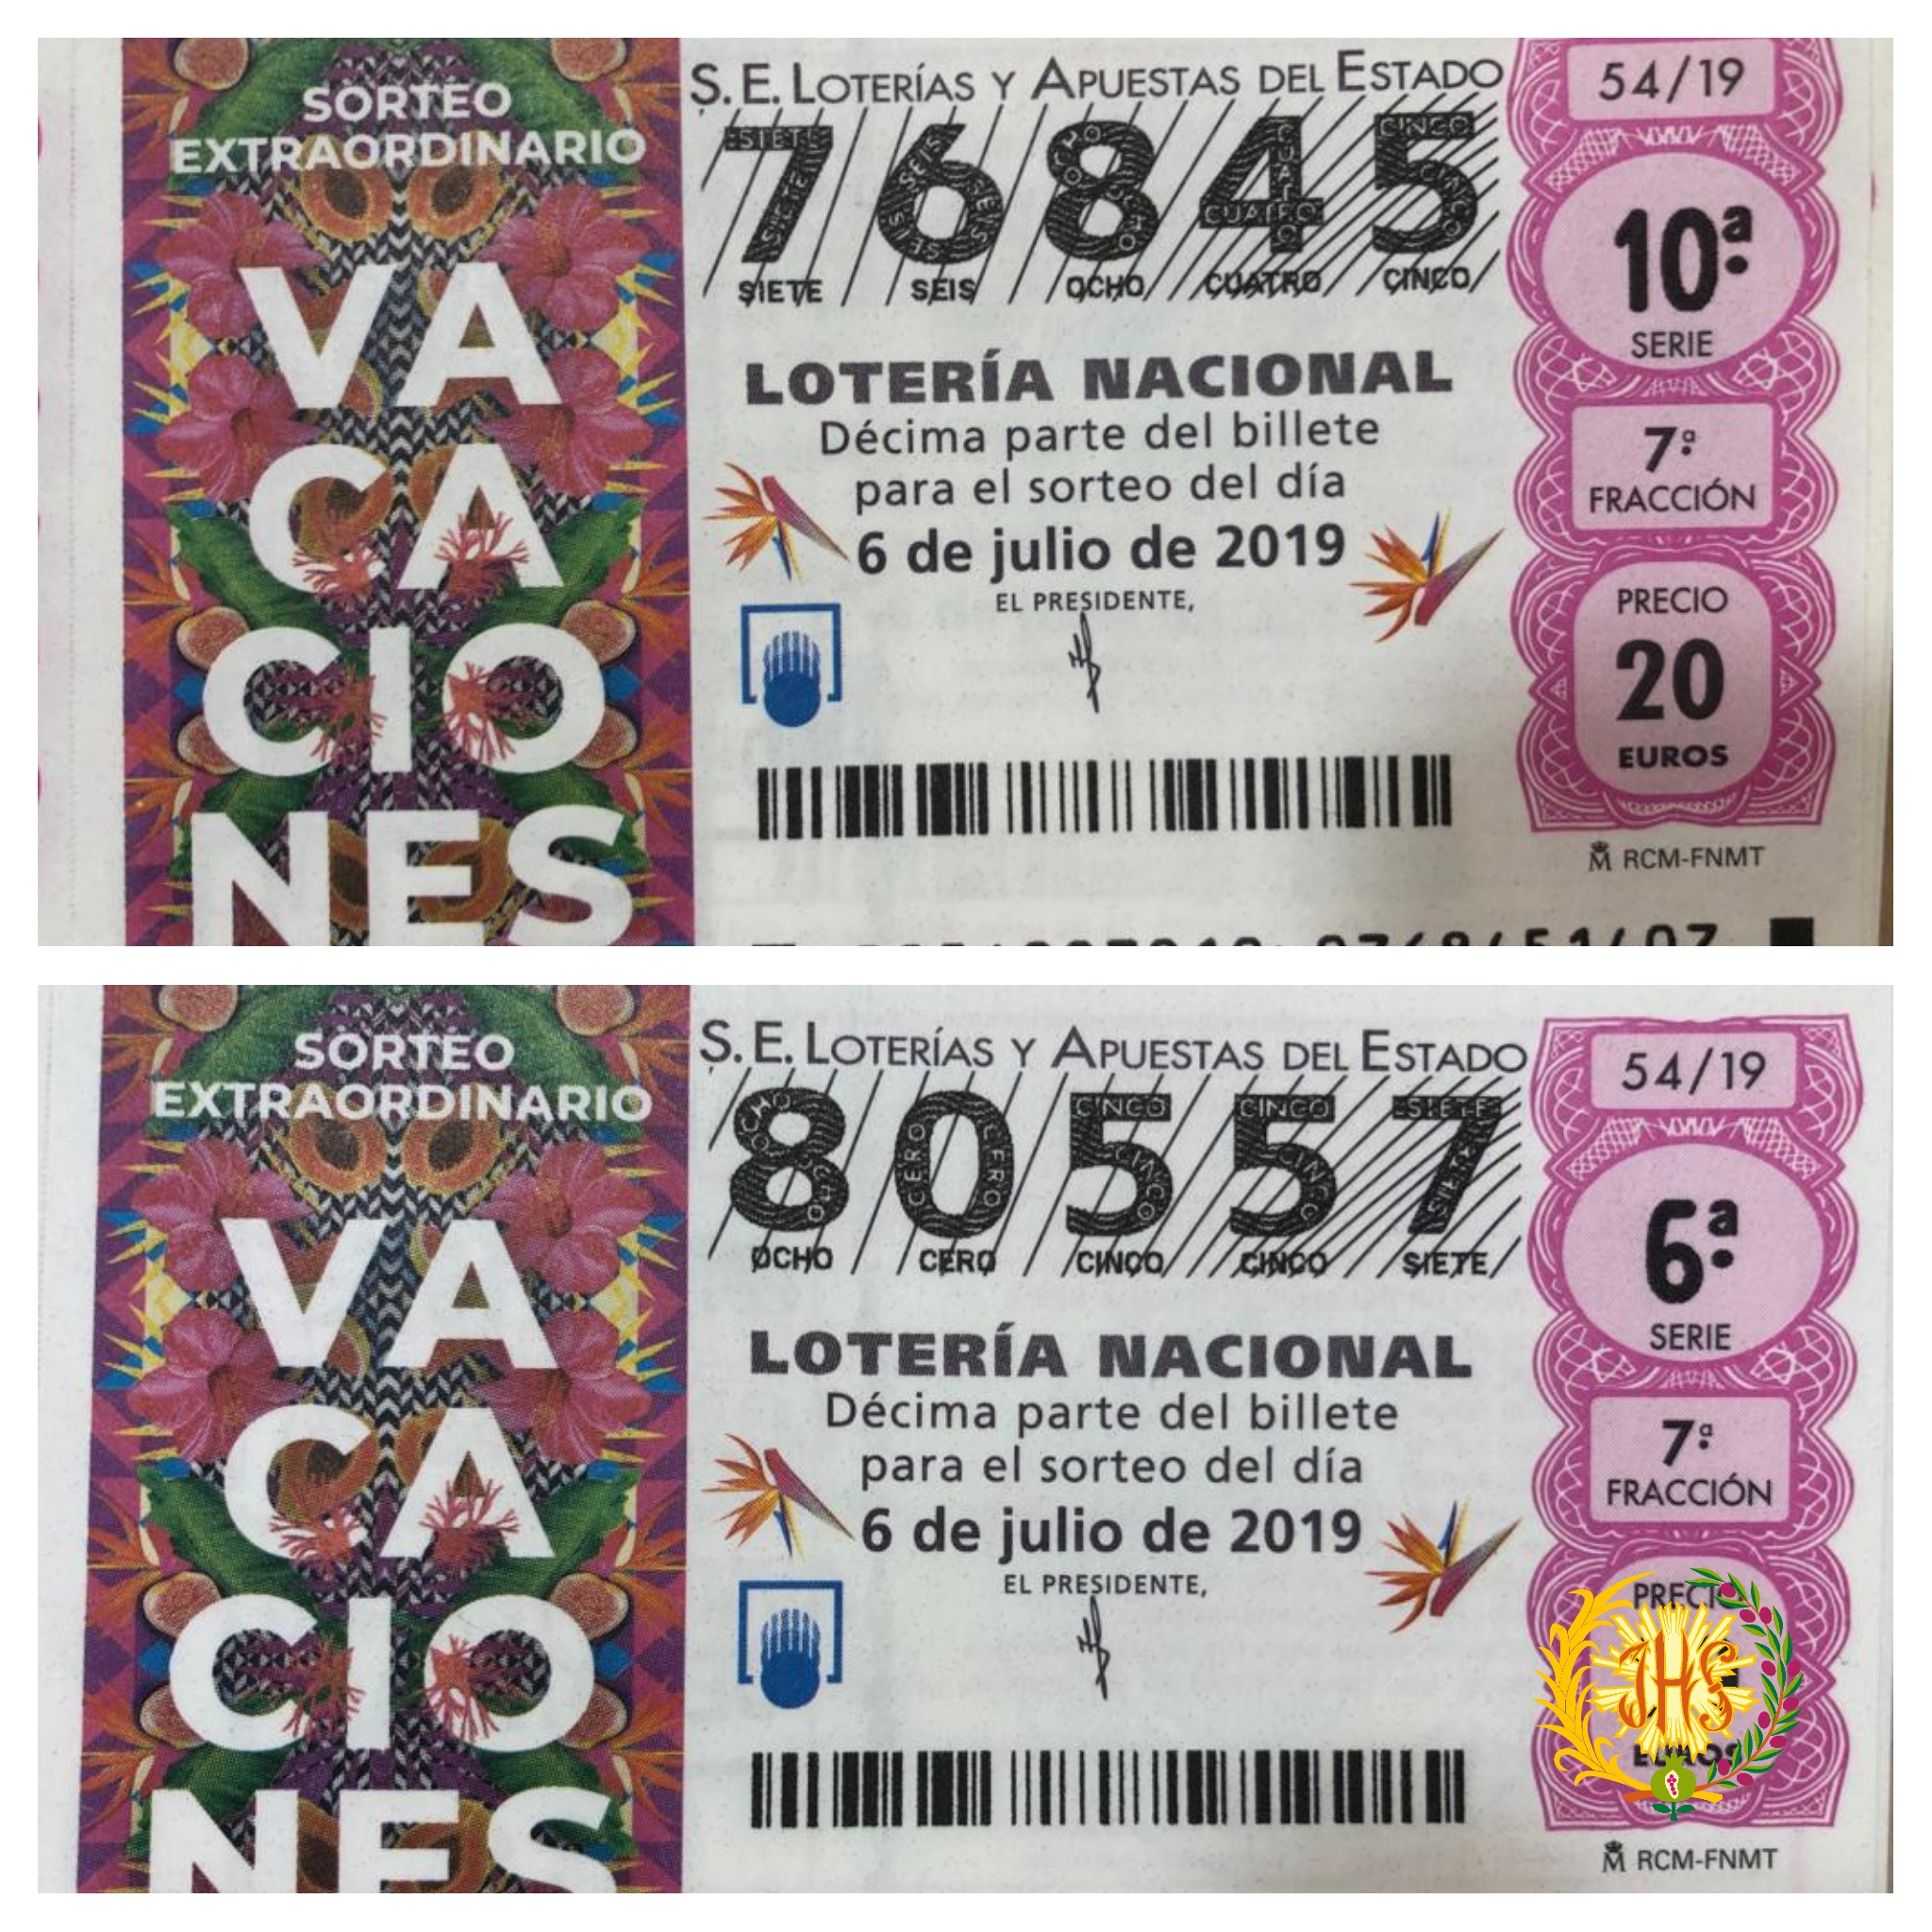 SORTEO
EXTRAORDINARIO
VA
CA
CIO
NES
S.E. LOTERÍAS Y APUESTAS DEL ESTADO
76845
SIETE SEIS OCHO CUATRO CINCO
LOTERÍA NACIONAL
Décima parte del billete
para el sorteo del día
6 de julio de 2019
EL PRESIDENTE,
54/19
10ª
SERIE
7ª
FRACCIÓN
PRECIO
20
EUROS
RCM-FNMT
SORTEO
EXTRAORDINARIO
VA
CA
CIO
NES
S.E. LOTERÍAS Y APUESTAS DEL ESTADO
80557
OCHO CERO CINCO CINCO SIETE
LOTERÍA NACIONAL
Décima parte del billete
para el sorteo del día
6 de julio de 2019
EL PRESIDENTE,
54/19
6ª
SERIE
7ª
FRACCIÓN
JHS
RCM-FNMT